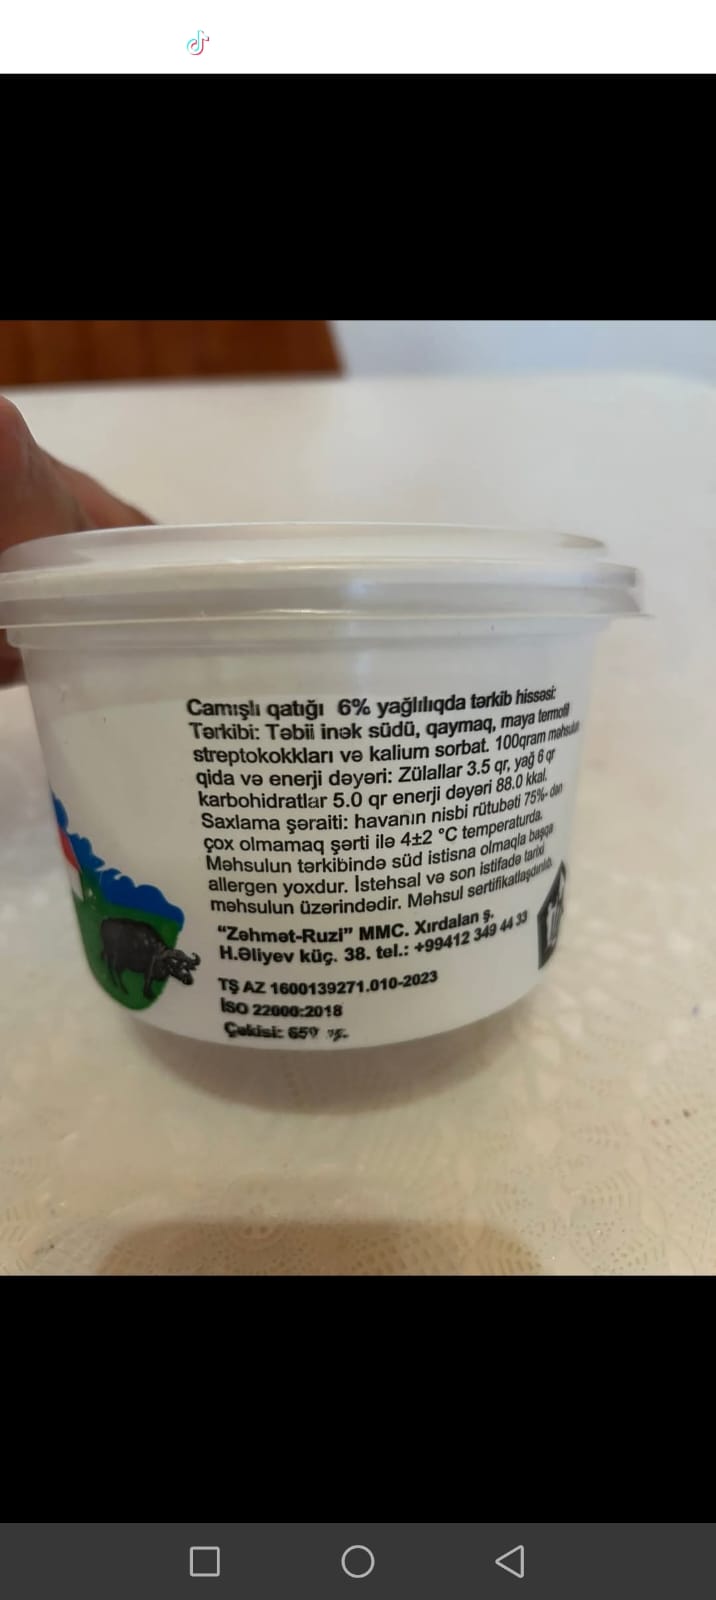 Camışlı qatığı 6% yağlılıqda tərkib hissəsi:
Tərkibi: Təbii inək südü, qaymaq, maya termofil
streptokokkları və kalium sorbat. 100qram məhsulun
qida və enerji dəyəri: Zülallar 3.5 qr, yağ 6 qr
karbohidratlar 5.0 qr enerji dəyəri 88.0 kkal.
Saxlama şəraiti: havanın nisbi rütubəti 75%-dən
çox olmamaq şərti ilə 4±2 °C temperaturda.
Məhsulun tərkibində süd istisna olmaqla başqa
allergen yoxdur. İstehsal və son istifadə tarixi
məhsulun üzərindədir. Məhsul sertifikatlaşdırılıb.
"Zəhmət-Ruzi" MMC. Xırdalan ş.
H.Əliyev küç. 38. tel.: +99412 349 44 33
TŞ AZ 1600139271.010-2023
İSO 22000:2018
Çəkisi: 650